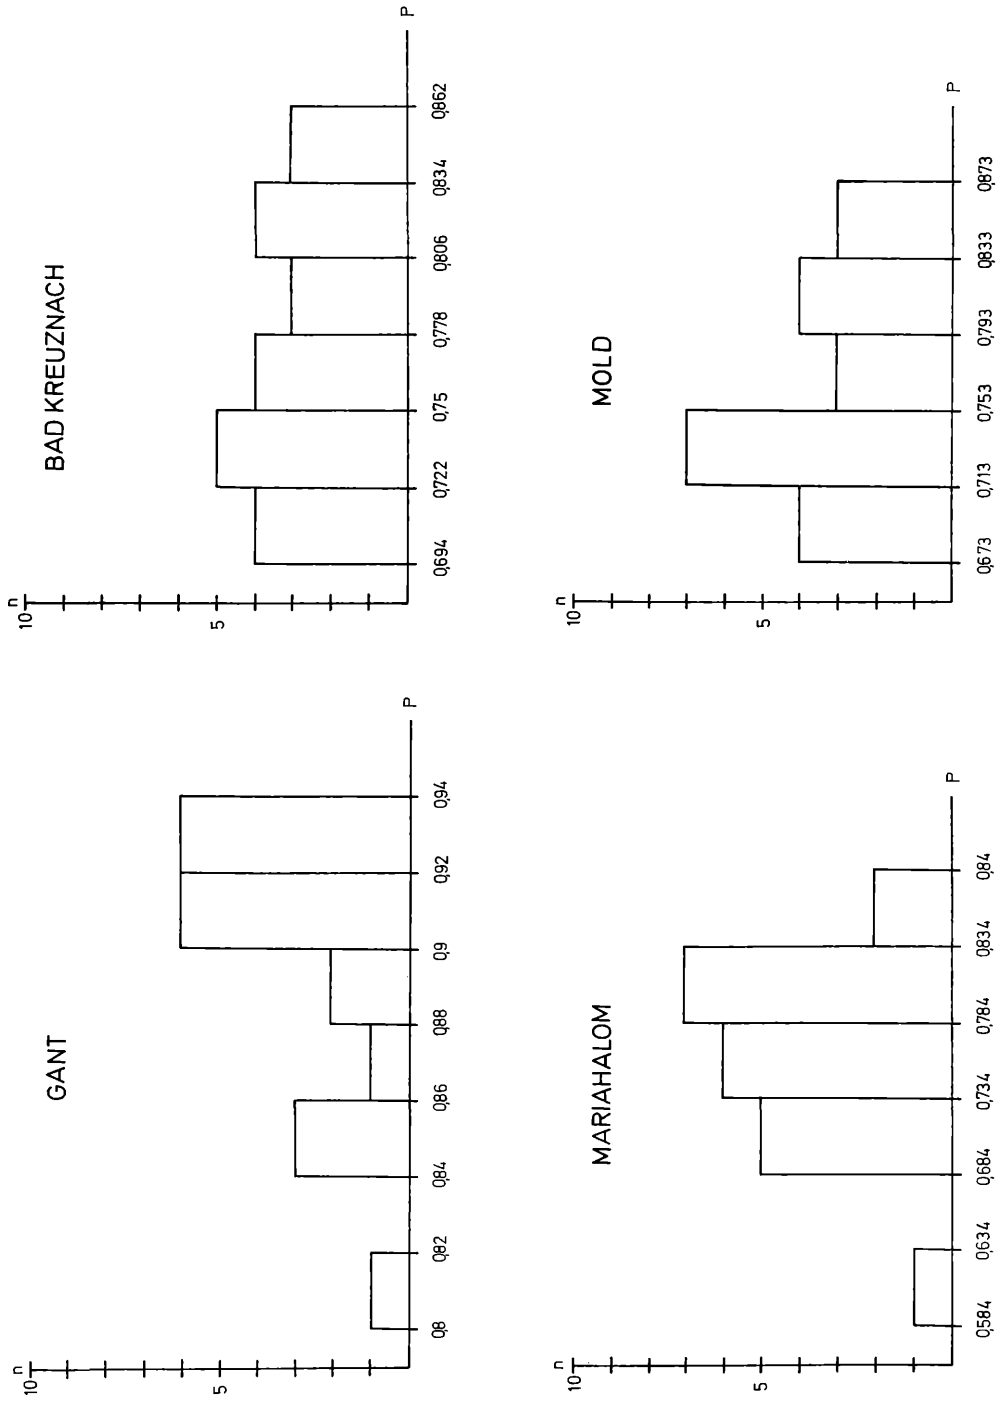 GANT
10 n
5
0,8 0,82 0,84 0,86 0,88 0,9 0,92 0,94
P
BAD KREUZNACH
10 n
5
0,694 0,722 0,75 0,778 0,806 0,834 0,862
P
MARIAHALOM
10 n
5
0,584 0,634 0,684 0,734 0,784 0,834 0,84
P
MOLD
10 n
5
0,673 0,713 0,753 0,793 0,833 0,873
P